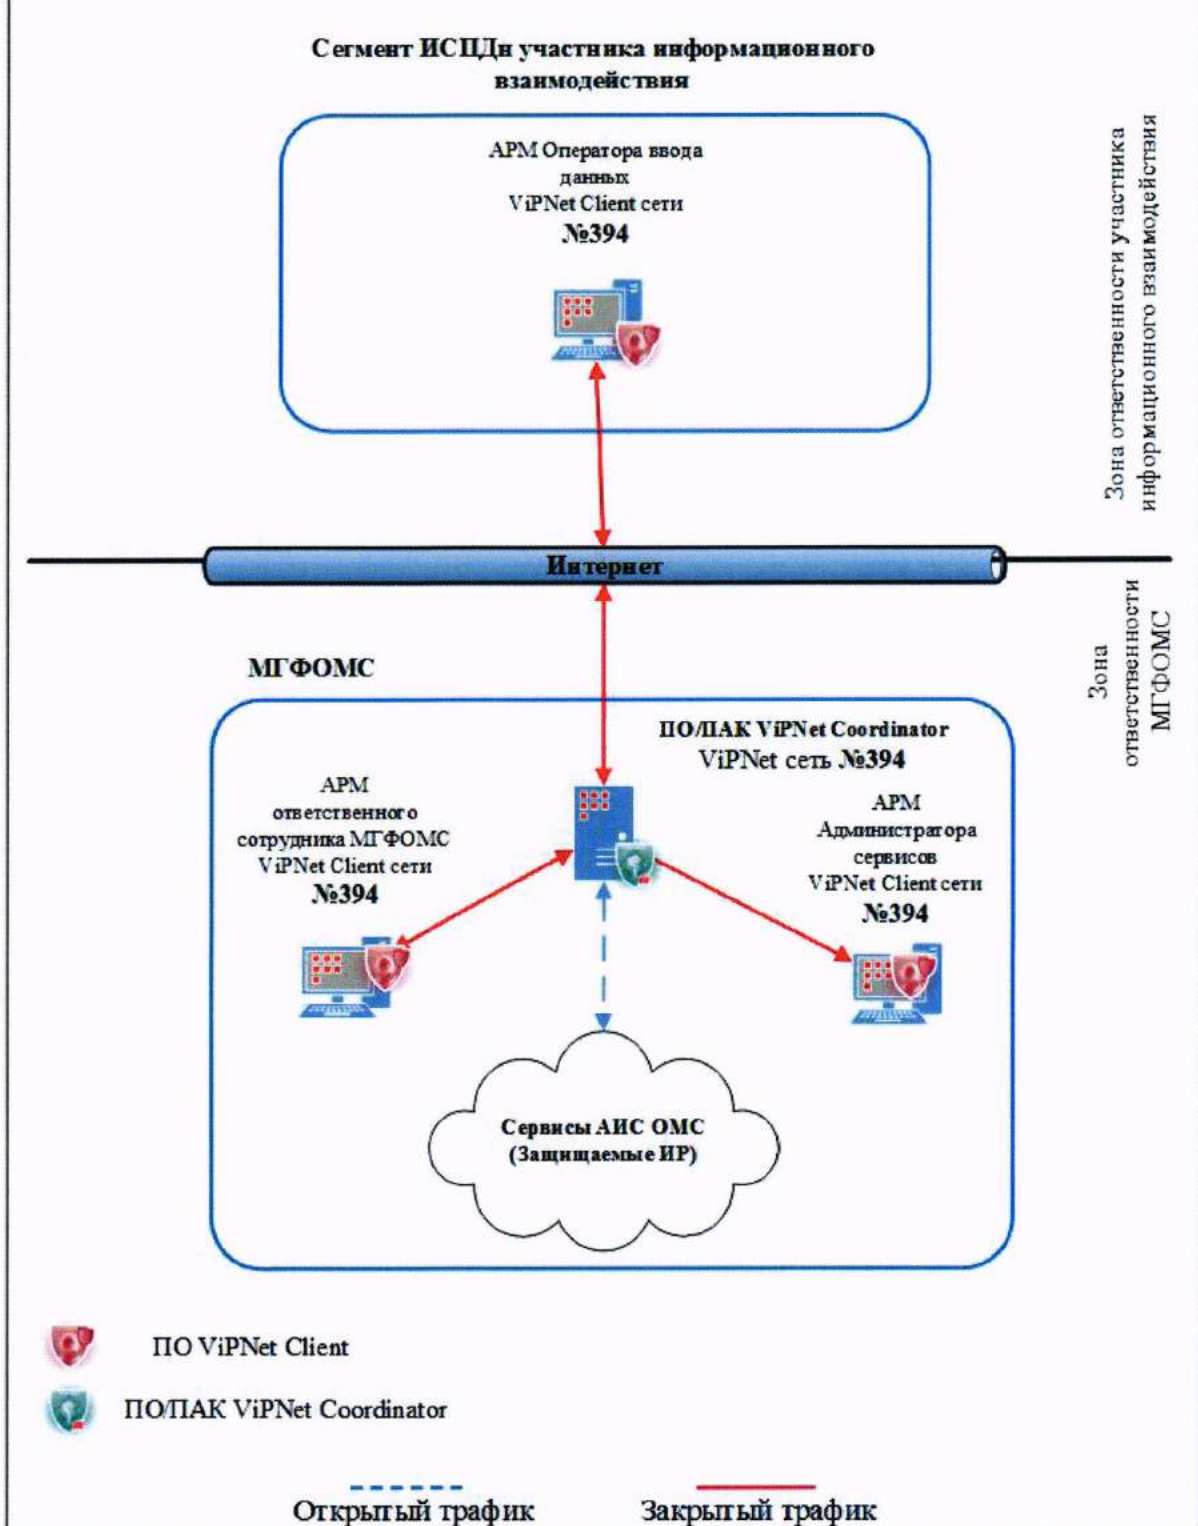 Сегмент ИСПДн участника информационного
взаимодействия
АРМ Оператора ввода
данных
ViPNet Client сети
№394
Зона ответственности участника
информационного взаимодействия
Интернет
Зона
ответственности
МГФОМС
МГФОМС
ПО/ПАК ViPNet Coordinator
ViPNet сеть №394
АРМ
ответственного
сотрудника МГФОМС
ViPNet Client сети
№394
АРМ
Администратора
сервисов
ViPNet Client сети
№394
Сервисы АИС ОМС
(Защищаемые ИР)
ПО ViPNet Client
ПО/ПАК ViPNet Coordinator
Открытый трафик
Закрытый трафик